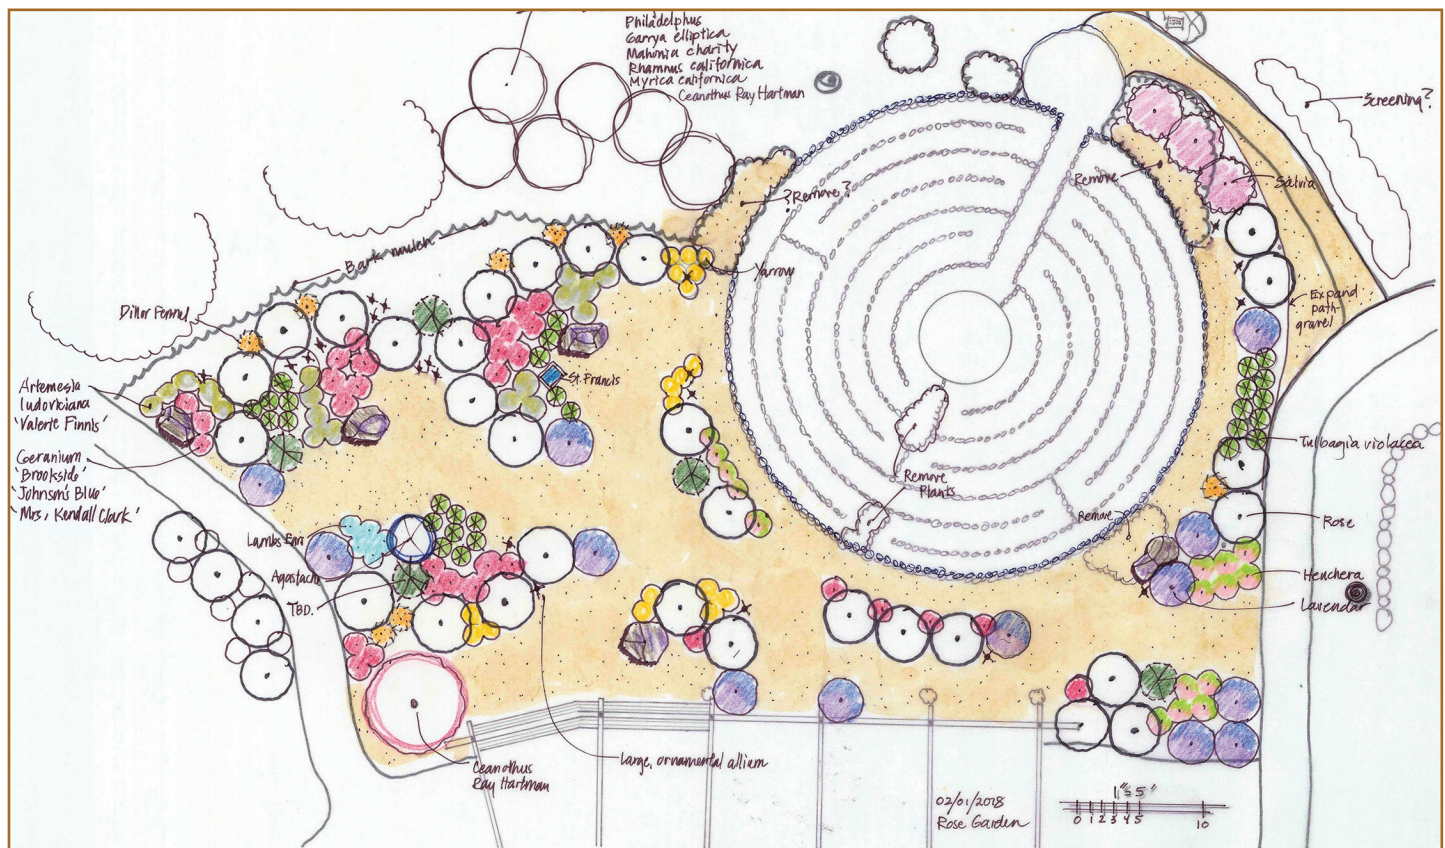 Philadelphus
Garrya elliptica
Mahonia charity
Rhamnus californica
Myrica californica
Ceanothus Ray Hartman
Screening?
Remove
Salvia
? Remove?
Bark mulch
Yarrow
Expand
path-
gravel
Dill or Fennel
St. Francis
Artemesia
ludoviciana
'Valerie Finnis'
Geranium
'Brookside'
'Johnson's Blue'
'Mrs. Kendall Clark'
Tulbagia violacea
Remove
Plants
Remove
Rose
Lambs Ear
Agastache
TBD.
Heuchera
Lavendar
Large, ornamental allium
Ceanothus
Ray Hartman
02/01/2018
Rose Garden
1"=5'
0 1 2 3 4 5 10